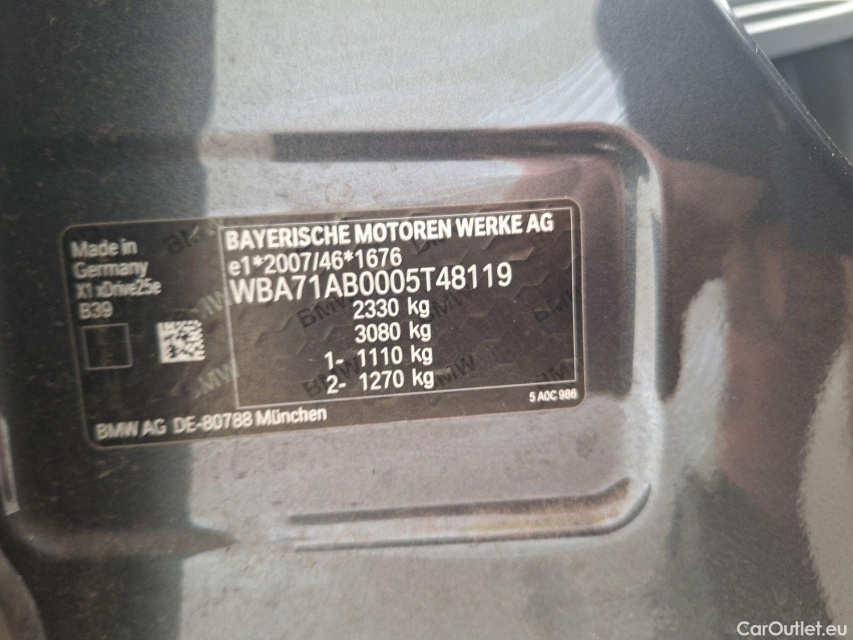 BAYERISCHE MOTOREN WERKE AG
e1*2007/46*1676
WBA71AB0005T48119
2330 kg
3080 kg
1- 1110 kg
2- 1270 kg
Made in
Germany
X1 xDrive25e
B39
5 A0C 986
BMW AG DE-80788 München
CarOutlet.eu